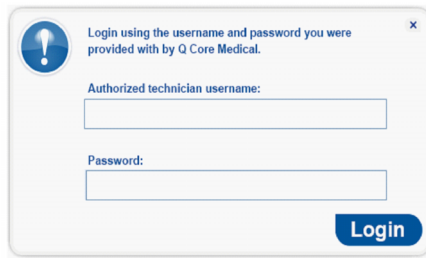 Login using the username and password you were
provided with by Q Core Medical.
x
Authorized technician username:
Password:
Login